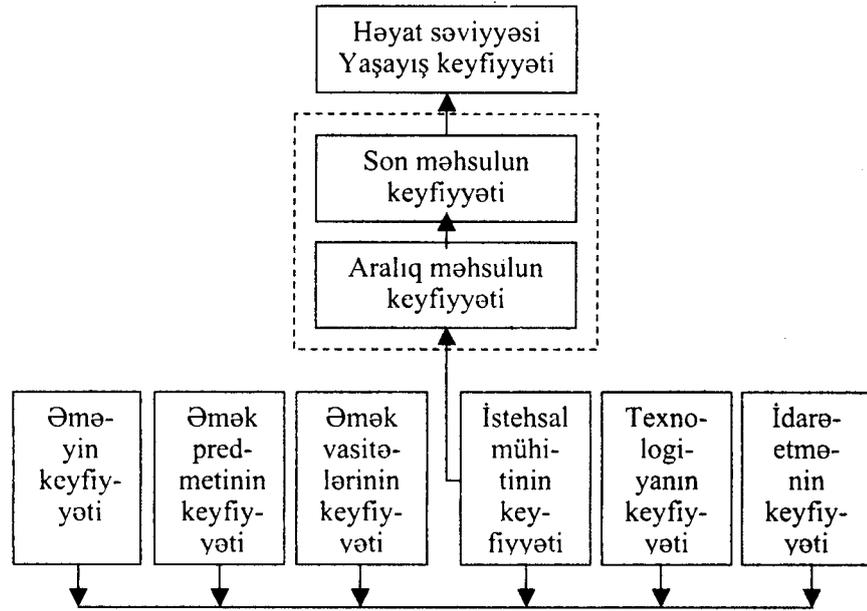 Həyat səviyyəsi
Yaşayış keyfiyyəti
Son məhsulun
keyfiyyəti
Aralıq məhsulun
keyfiyyəti
Əmə-
yin
keyfiy-
yəti
Əmək
pred-
metinin
keyfiy-
yəti
Əmək
vasitə-
lərinin
keyfiy-
yəti
İstehsal
mühi-
tinin
key-
fiyyəti
Texno-
logi-
yanın
keyfiy-
yəti
İdarə-
etmə-
nin
keyfiy-
yəti